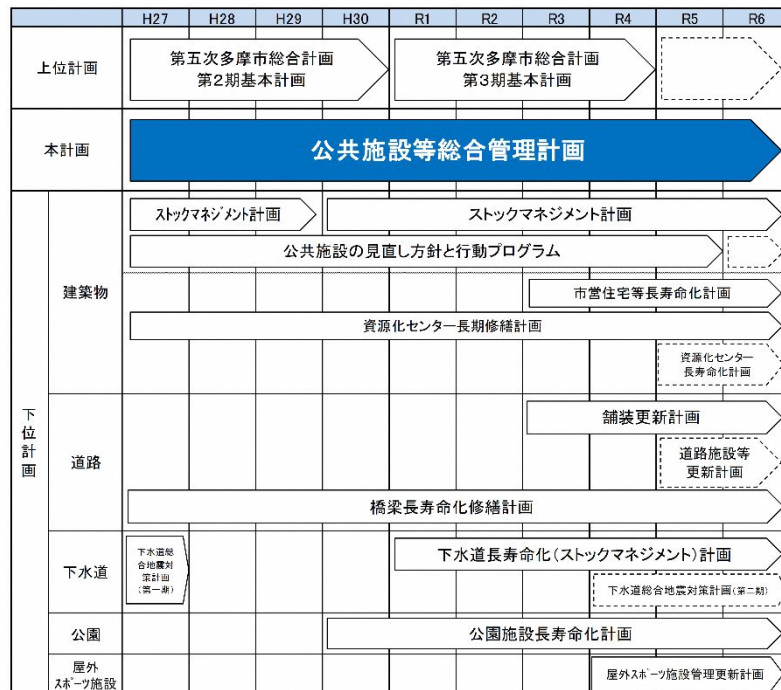 H27 H28 H29 H30 R1 R2 R3 R4 R5 R6
上位計画
第五次多摩市総合計画
第2期基本計画
第五次多摩市総合計画
第3期基本計画
本計画
公共施設等総合管理計画
下位計画
建築物
ストックマネジメント計画
ストックマネジメント計画
公共施設の見直し方針と行動プログラム
市営住宅等長寿命化計画
資源化センター長期修繕計画
資源化センター
長寿命化計画
道路
舗装更新計画
道路施設等
更新計画
橋梁長寿命化修繕計画
下水道
下水道総
合地震対
策計画
(第一期)
下水道長寿命化(ストックマネジメント)計画
下水道総合地震対策計画(第二期)
公園
公園施設長寿命化計画
屋外
スポーツ施設
屋外スポーツ施設管理更新計画